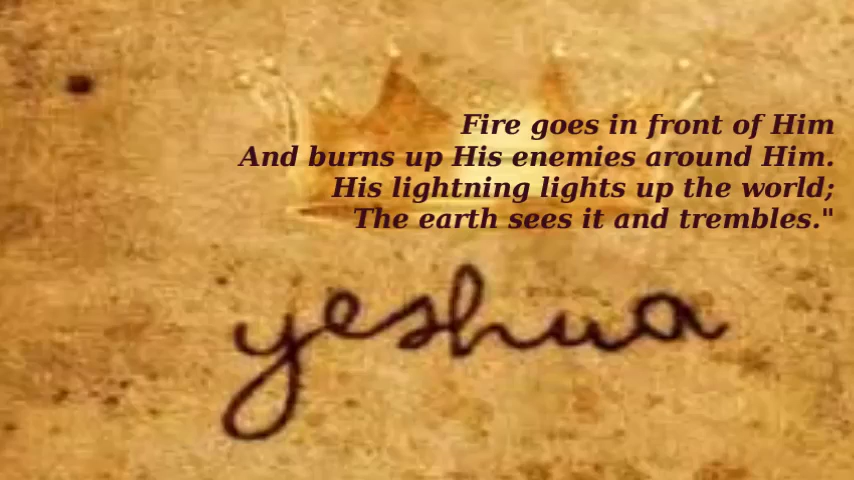 Fire goes in front of Him
And burns up His enemies around Him.
His lightning lights up the world;
The earth sees it and trembles."
yeshua